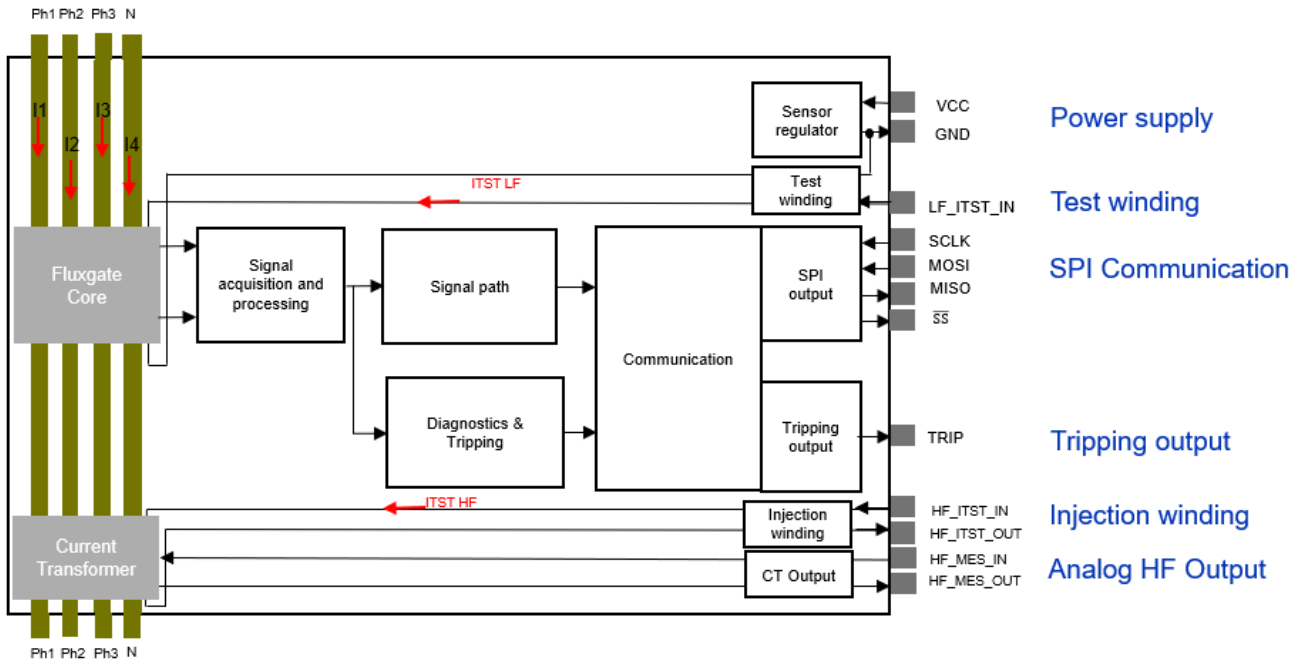 Ph1 Ph2 Ph3 N
I1
I2
I3
I4
Sensor
regulator
VCC
GND
Power supply
ITST LF
Test
winding
LF_ITST_IN
Test winding
Fluxgate
Core
Signal
acquisition and
processing
Signal path
Communication
SPI
output
SCLK
MOSI
MISO
SS
SPI Communication
Diagnostics &
Tripping
Tripping
output
TRIP
Tripping output
ITST HF
Injection
winding
HF_ITST_IN
HF_ITST_OUT
Injection winding
Current
Transformer
CT Output
HF_MES_IN
HF_MES_OUT
Analog HF Output
Ph1 Ph2 Ph3 N